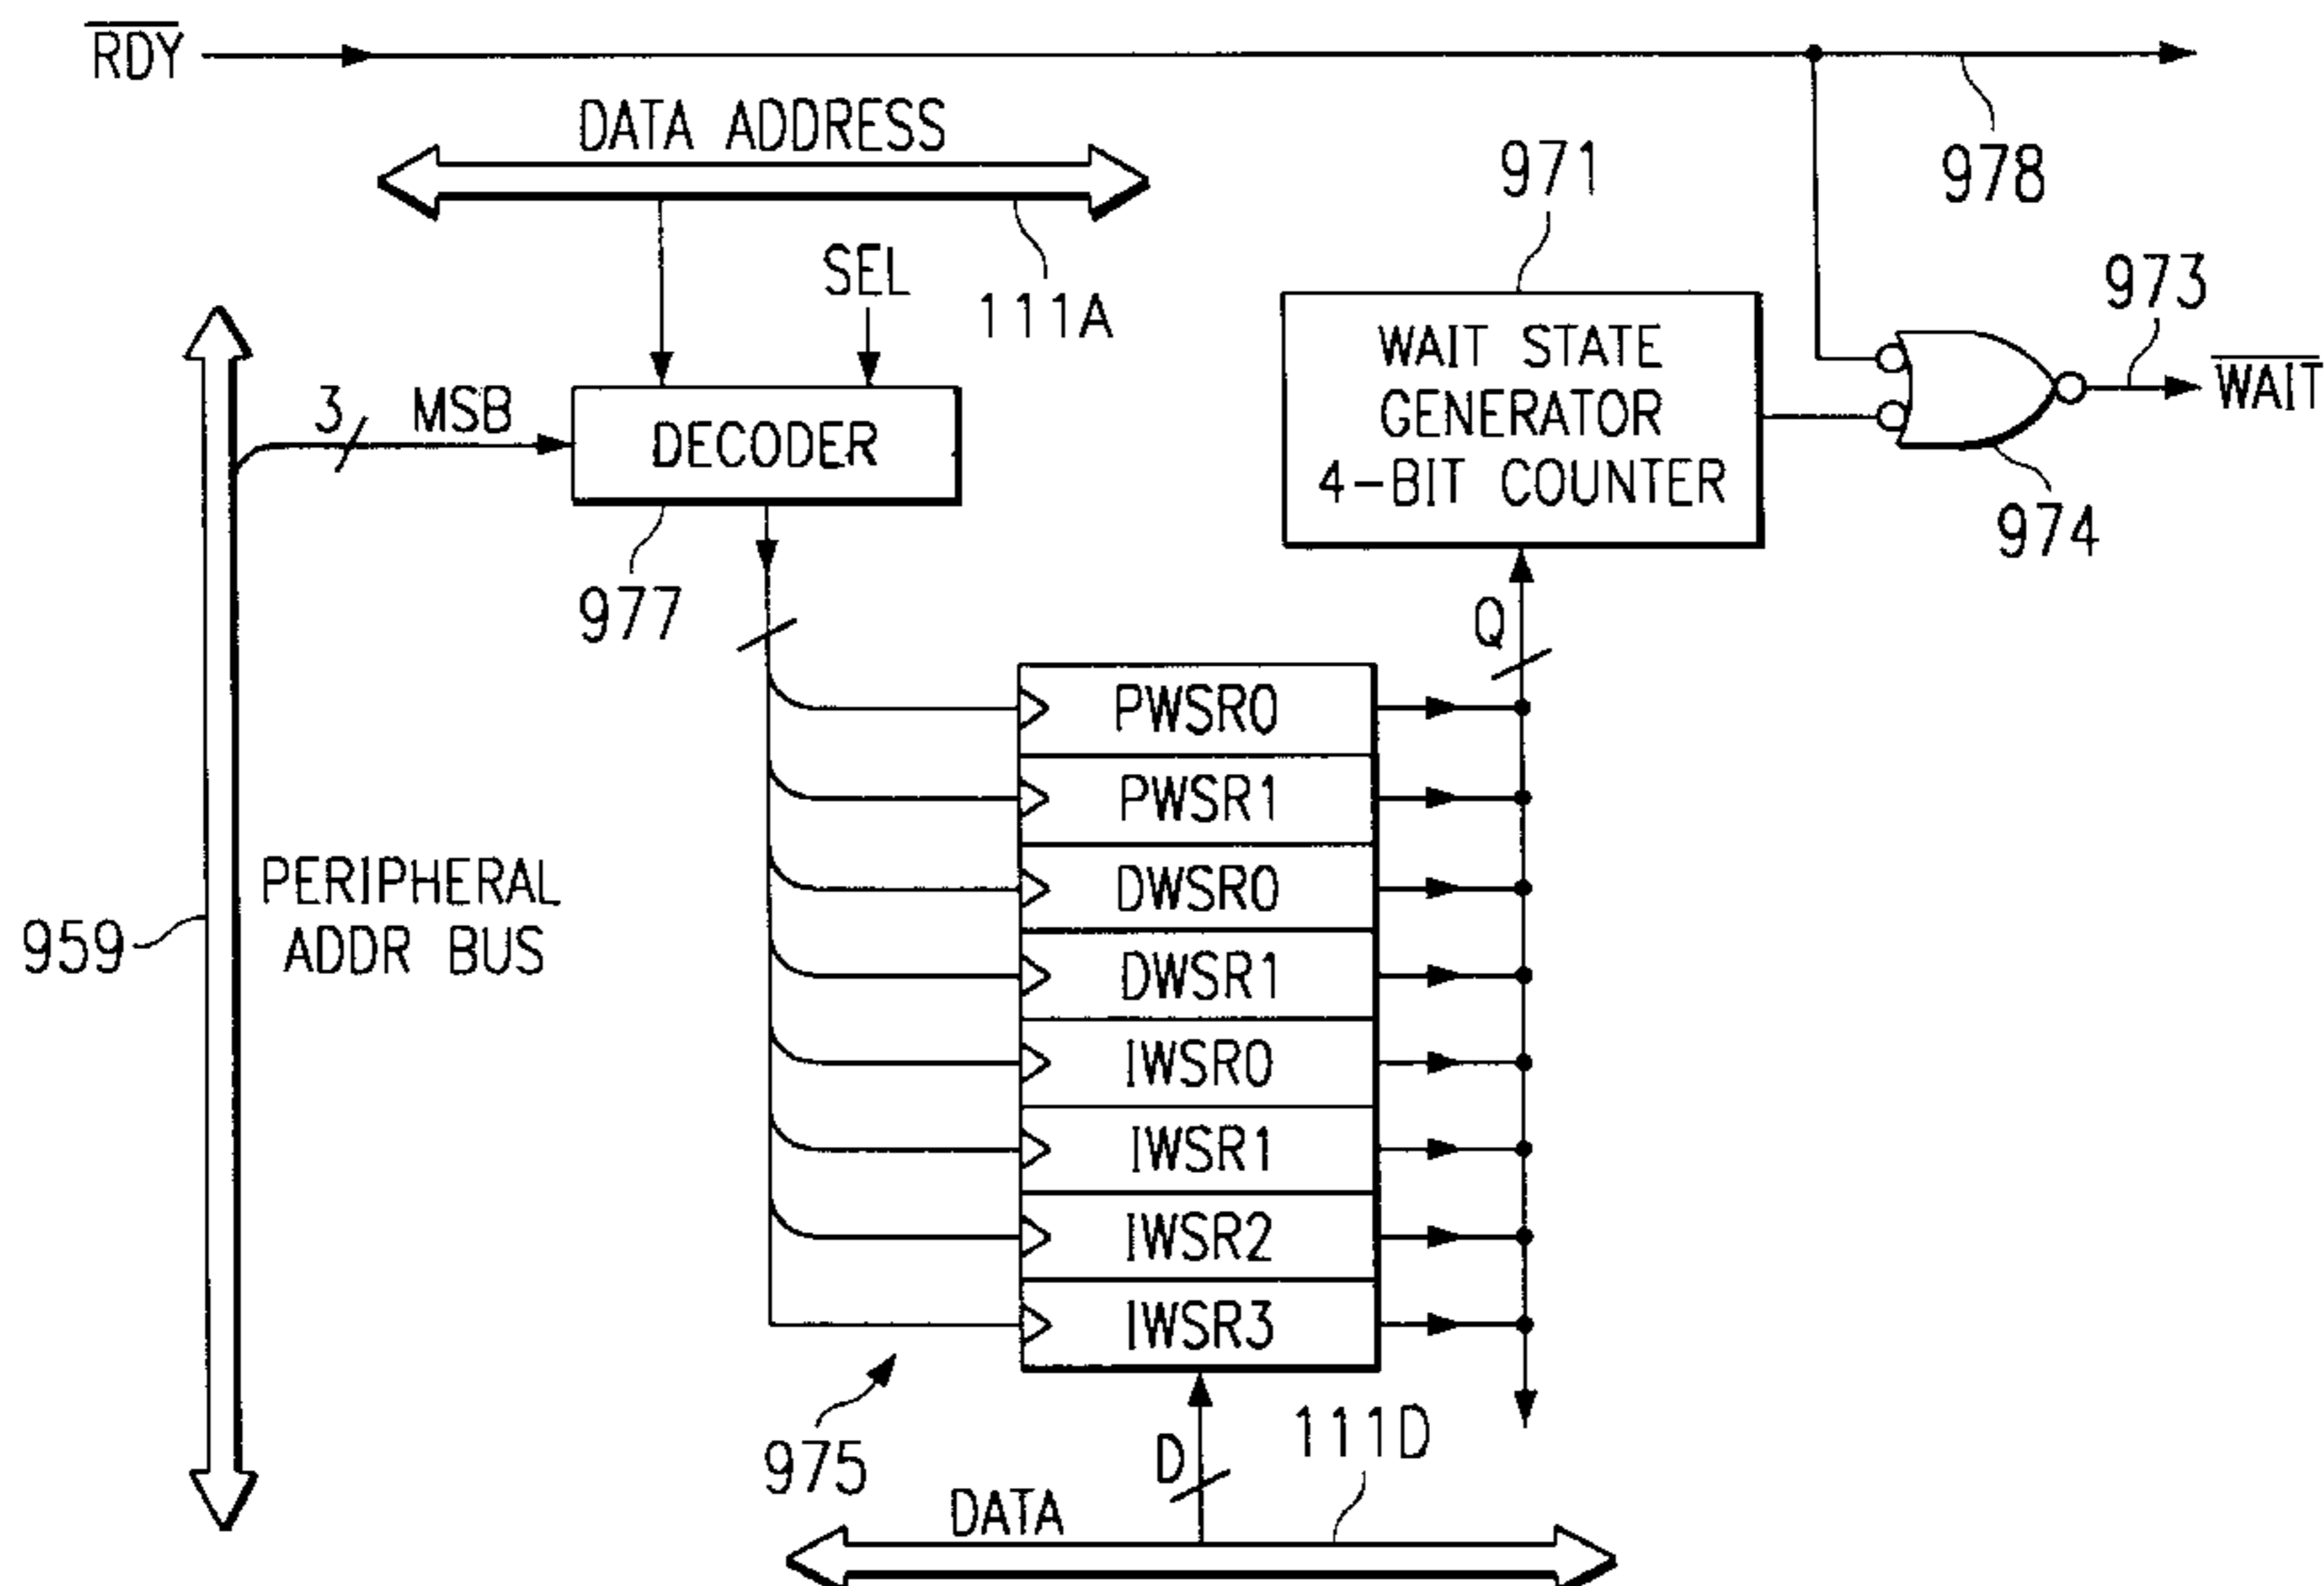 RDY
978
DATA ADDRESS
111A
SEL
971
WAIT STATE
GENERATOR
4-BIT COUNTER
973
WAIT
974
3
MSB
DECODER
977
Q
959
PERIPHERAL
ADDR BUS
PWSR0
PWSR1
DWSR0
DWSR1
IWSR0
IWSR1
IWSR2
IWSR3
975
D
111D
DATA